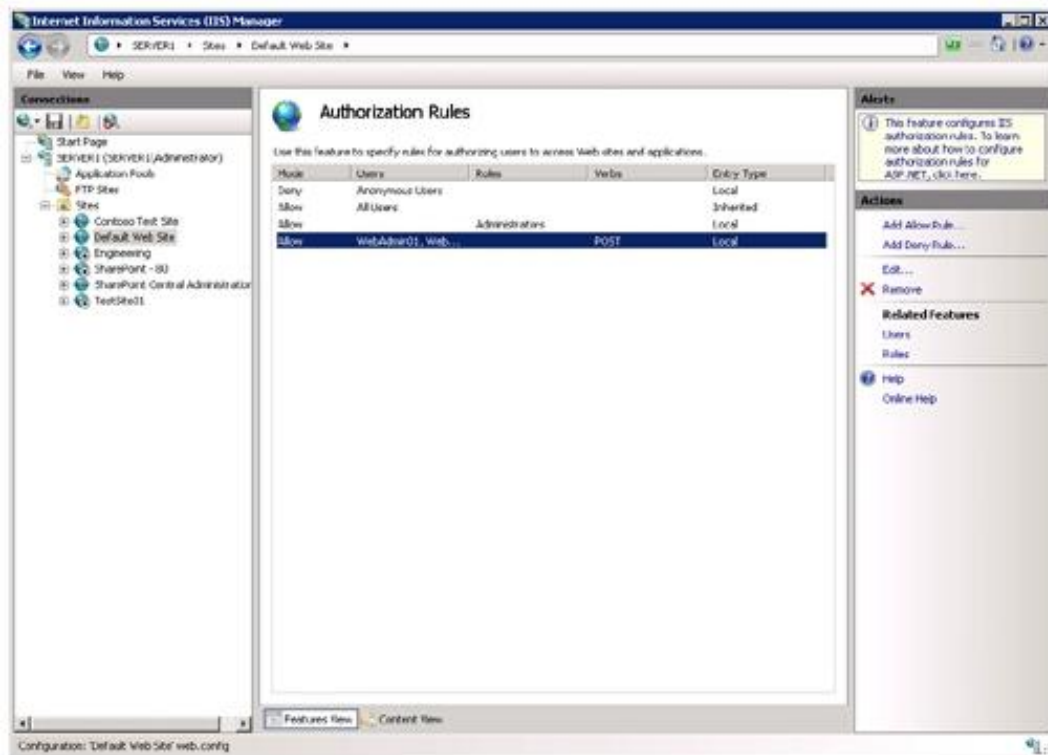 Internet Information Services (IIS) Manager
SERVER1 Sites Default Web Site
File View Help
Connections
Start Page
SERVER1 (SERVER1\Administrator)
Application Pools
FTP Sites
Sites
Contoso Test Site
Default Web Site
Engineering
SharePoint - 80
SharePoint Central Administration
TestSite01
Authorization Rules
Use this feature to specify rules for authorizing users to access Web sites and applications.
Mode Users Roles Verbs Entry Type
Deny Anonymous Users Local
Allow All Users Inherited
Allow Administrators Local
Allow WebAdmin01, Web... POST Local
Features View Content View
Alerts
This feature configures IIS
authorization rules. To learn
more about how to configure
authorization rules for
ASP.NET, click here.
Actions
Add Allow Rule...
Add Deny Rule...
Edit...
Remove
Related Features
Users
Roles
Help
Online Help
Configuration: 'Default Web Site' web.config